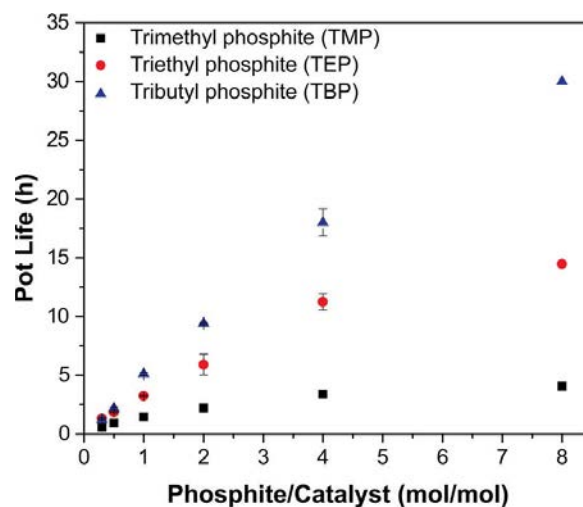 35
30
25
20
15
10
5
0
Pot Life (h)
Trimethyl phosphite (TMP)
Triethyl phosphite (TEP)
Tributyl phosphite (TBP)
0 1 2 3 4 5 6 7 8
Phosphite/Catalyst (mol/mol)